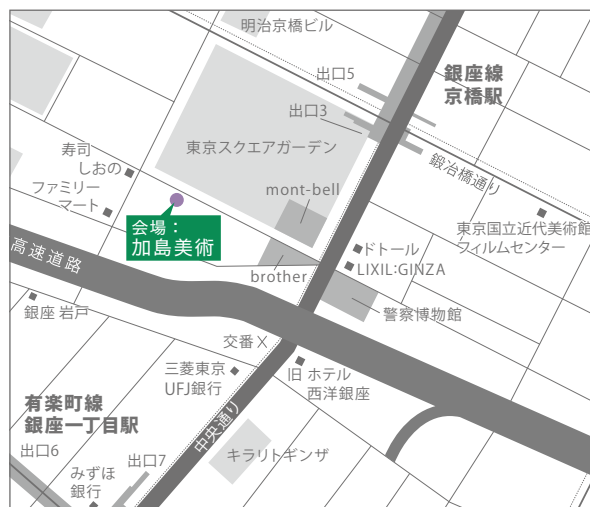 明治京橋ビル
出口5
銀座線
京橋駅
出口3
東京スクエアガーデン
鍛冶橋通り
寿司
しおの
ファミリー
マート
mont-bell
会場：
加島美術
東京国立近代美術館
フィルムセンター
高速道路
ドトール
LIXIL:GINZA
brother
銀座 岩戸
警察博物館
交番 X
三菱東京
UFJ銀行
旧 ホテル
西洋銀座
有楽町線
銀座一丁目駅
中央通り
出口6
キラリトギンザ
出口7
みずほ
銀行